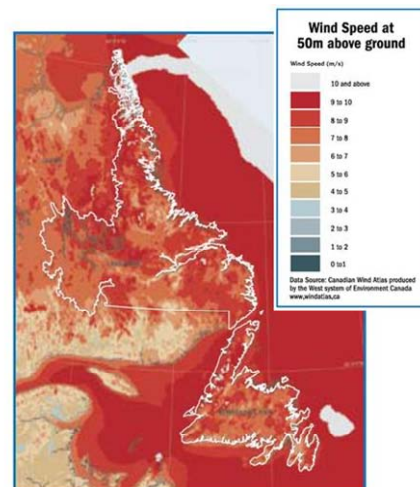 Wind Speed at
50m above ground
Wind Speed (m/s)
10 and above
9 to 10
8 to 9
7 to 8
6 to 7
5 to 6
4 to 5
3 to 4
2 to 3
1 to 2
0 to1
Data Source: Canadian Wind Atlas produced
by the West system of Environment Canada
www.windatlas.ca